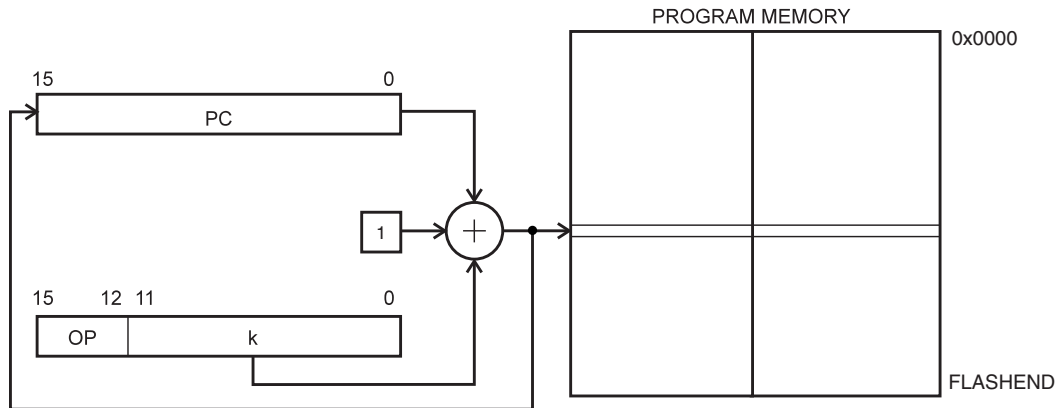 PROGRAM MEMORY
0x0000
15 0
PC
1
15 12 11 0
OP k
FLASHEND